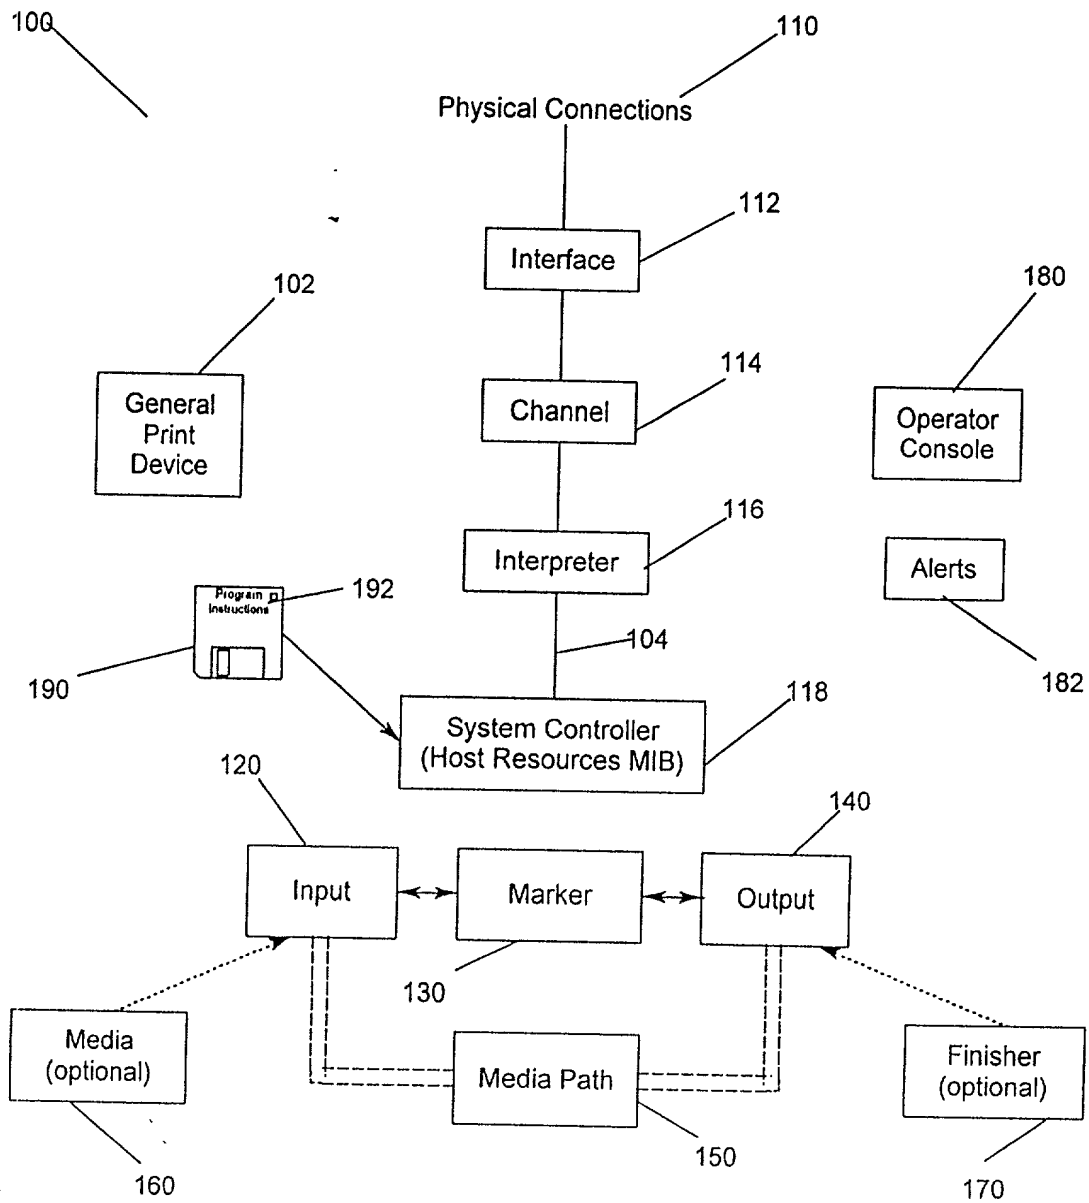 100
110
Physical Connections
112
Interface
102
180
114
General
Print
Device
Channel
Operator
Console
116
Interpreter
Alerts
Program
Instructions
192
104
190
182
118
System Controller
(Host Resources MIB)
120
140
Input
Marker
Output
130
Media
(optional)
Media Path
Finisher
(optional)
150
160
170